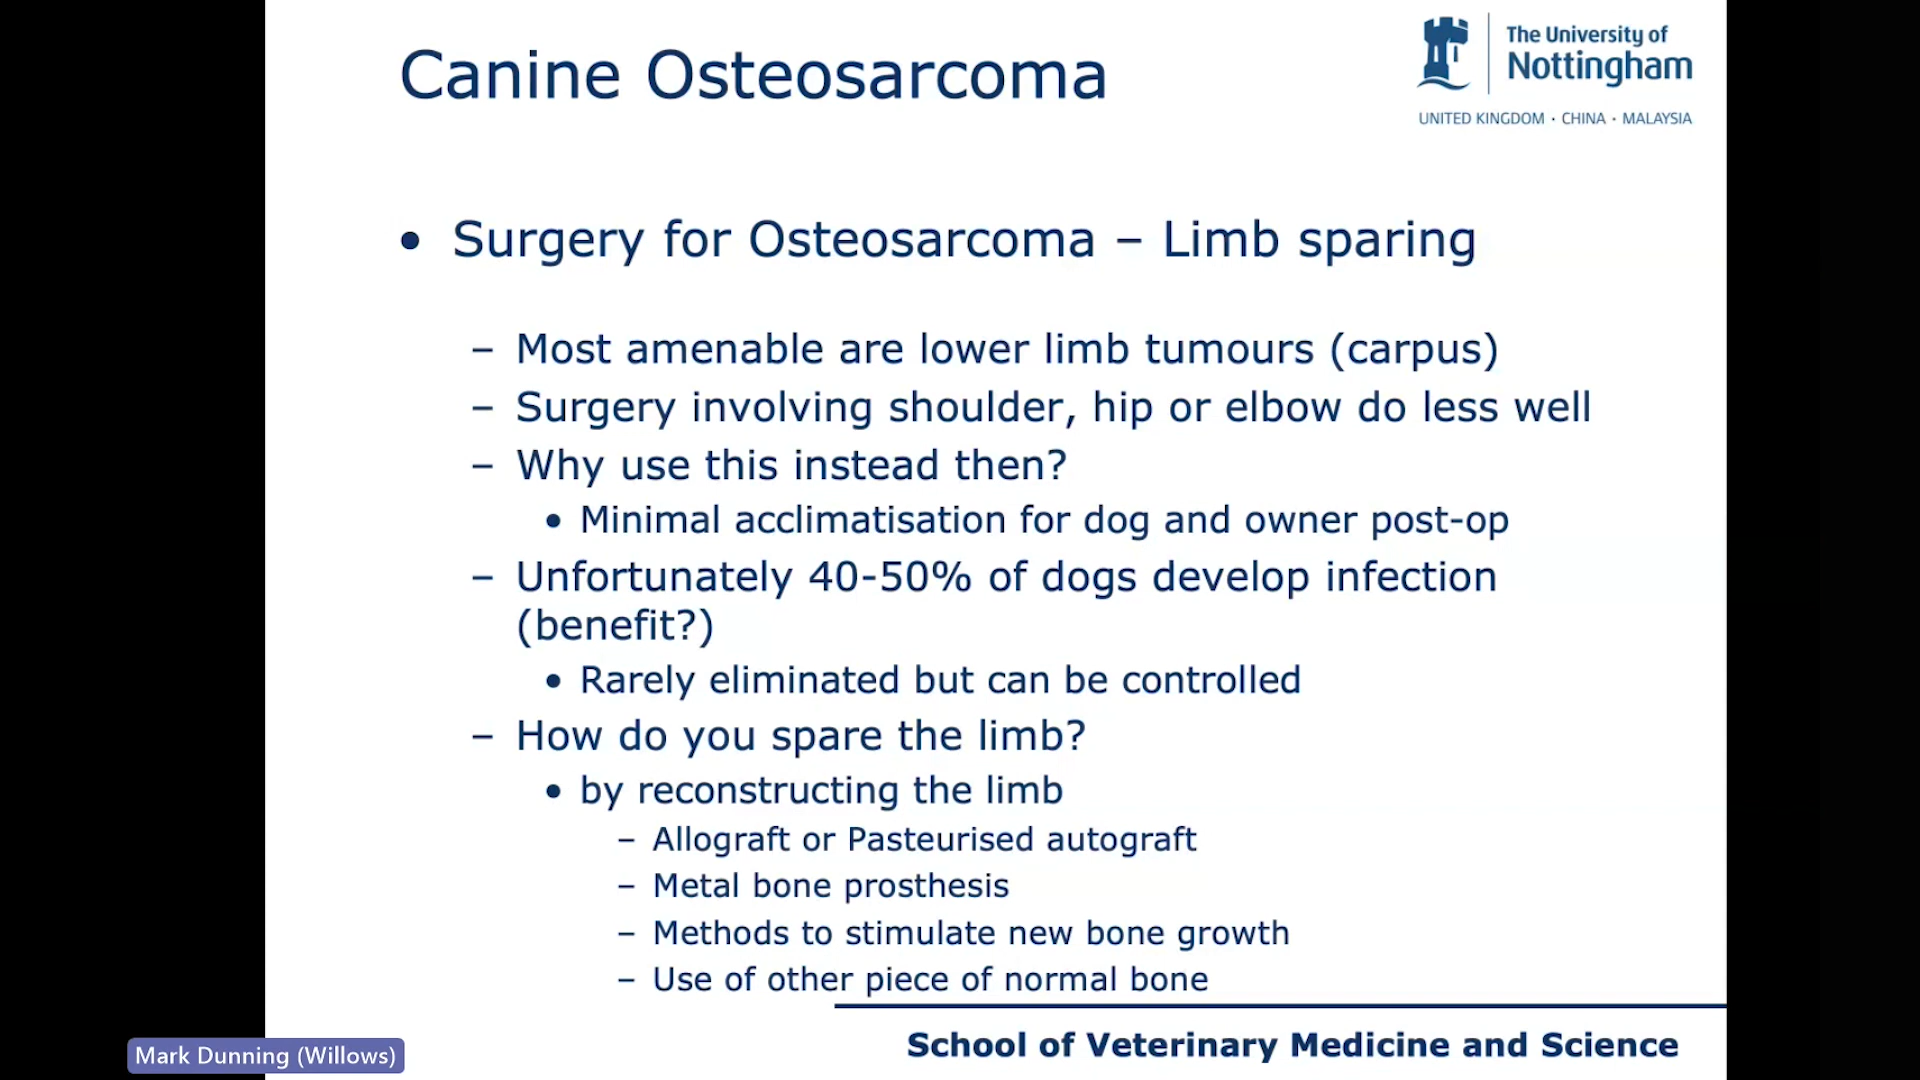 Canine Osteosarcoma
The University of
Nottingham
UNITED KINGDOM · CHINA · MALAYSIA
• Surgery for Osteosarcoma – Limb sparing
– Most amenable are lower limb tumours (carpus)
– Surgery involving shoulder, hip or elbow do less well
– Why use this instead then?
• Minimal acclimatisation for dog and owner post-op
– Unfortunately 40-50% of dogs develop infection
(benefit?)
• Rarely eliminated but can be controlled
– How do you spare the limb?
• by reconstructing the limb
– Allograft or Pasteurised autograft
– Metal bone prosthesis
– Methods to stimulate new bone growth
– Use of other piece of normal bone
School of Veterinary Medicine and Science
Mark Dunning (Willows)